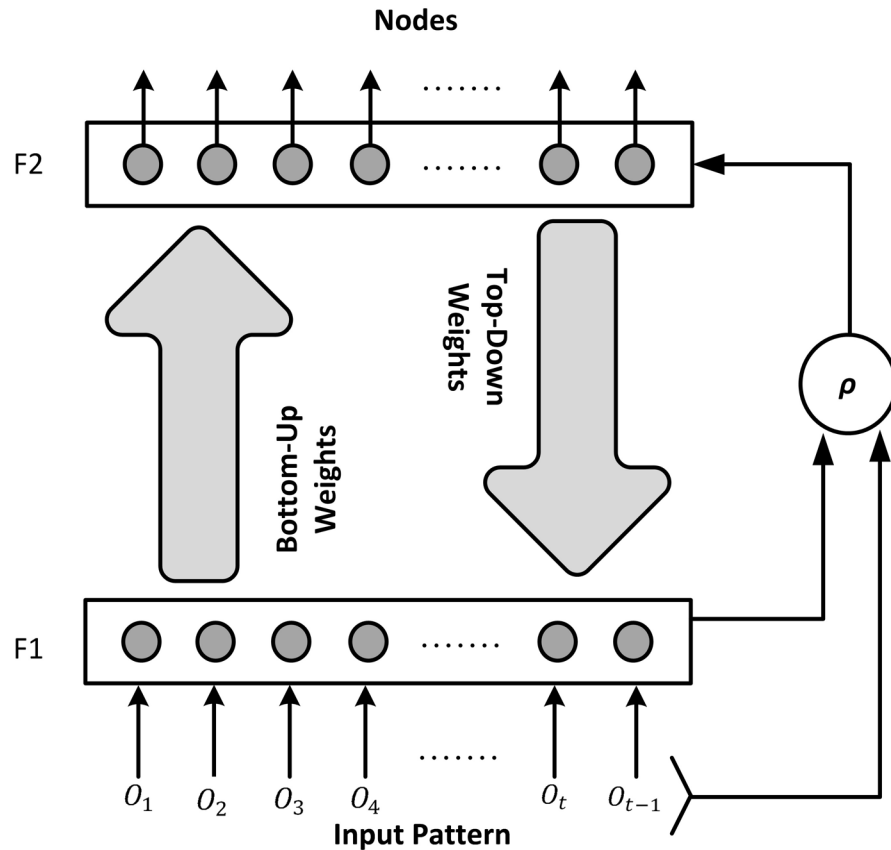 Nodes
.......
F2
.......
Top-Down
Weights
ρ
Bottom-Up
Weights
F1
.......
.......
O₁ O₂ O₃ O₄ Oₜ Oₜ₋₁
Input Pattern